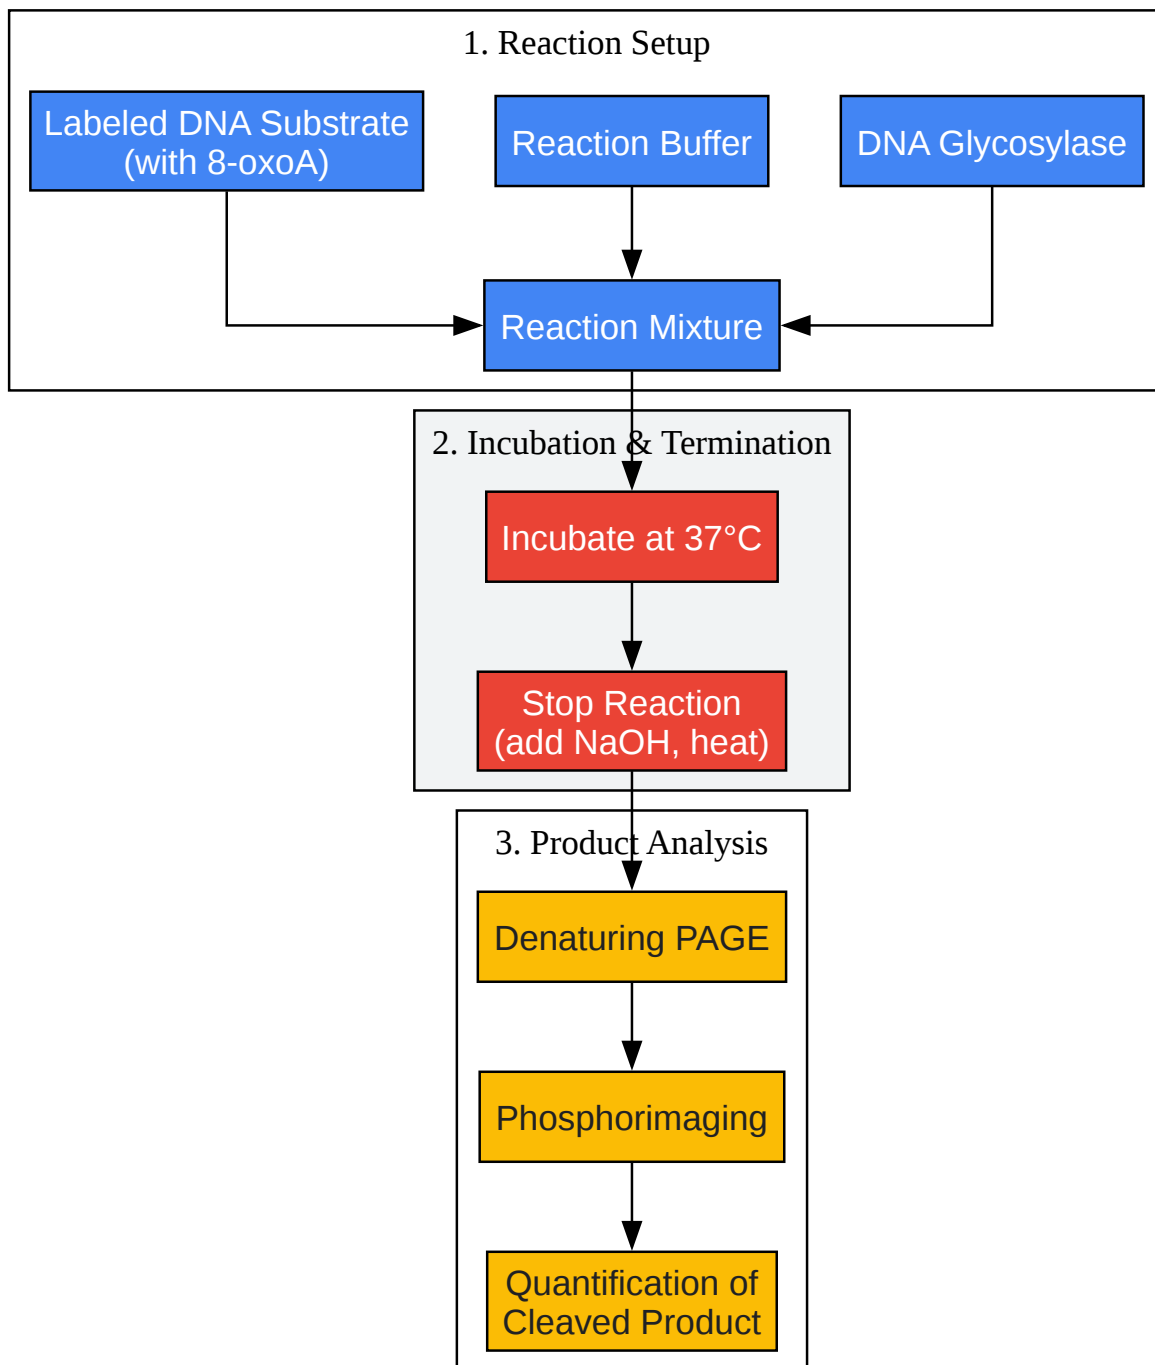 1. Reaction Setup
Labeled DNA Substrate
(with 8-oxoA)
Reaction Buffer
DNA Glycosylase
Reaction Mixture
2. Incubation & Termination
Incubate at 37°C
Stop Reaction
(add NaOH, heat)
3. Product Analysis
Denaturing PAGE
Phosphorimaging
Quantification of
Cleaved Product